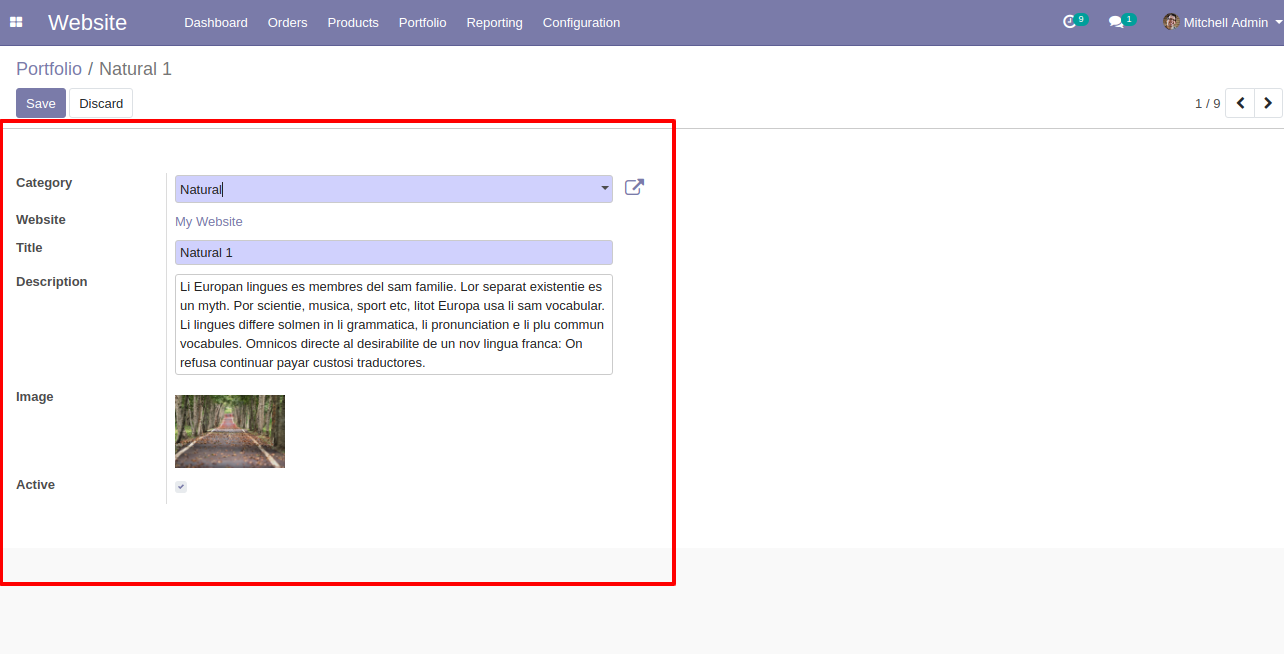 Website Dashboard Orders Products Portfolio Reporting Configuration 9 1 Mitchell Admin
Portfolio / Natural 1
Save Discard 1 / 9
Category Natural
Website My Website
Title Natural 1
Description Li Europan lingues es membres del sam familie. Lor separat existentie es
un myth. Por scientie, musica, sport etc, litot Europa usa li sam vocabular.
Li lingues differe solmen in li grammatica, li pronunciation e li plu commun
vocabules. Omnicos directe al desirabilite de un nov lingua franca: On
refusa continuar payar custosi traductores.
Image
Active